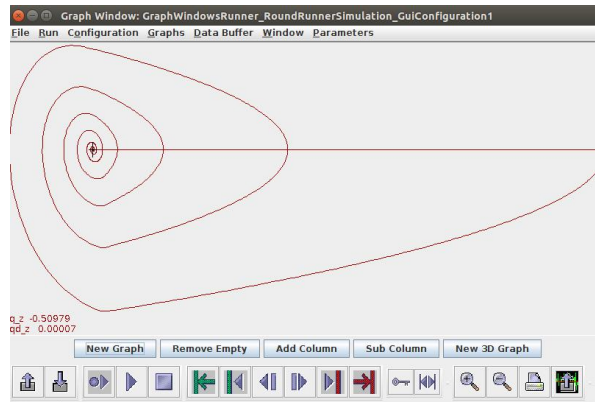 Graph Window: GraphWindowsRunner_RoundRunnerSimulation_GuiConfiguration1
File Run Configuration Graphs Data Buffer Window Parameters
q_z -0.50979
qd_z 0.00007
New Graph Remove Empty Add Column Sub Column New 3D Graph